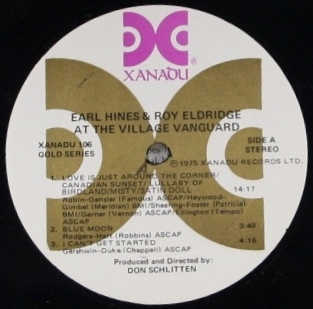 XANADU®
EARL HINES & ROY ELDRIDGE
AT THE VILLAGE VANGUARD
XANADU 106
GOLD SERIES
SIDE A
STEREO
℗ 1975 XANADU RECORDS LTD.
1. LOVE IS JUST AROUND THE CORNER/
CANADIAN SUNSET/LULLABY OF
BIRDLAND/MISTY/SATIN DOLL 14:17
Robin-Gensler (Famous) ASCAP/Heywood-
Gimbel (Meridian) BMI/Shearing-Foster (Patricia)
BMI/Garner (Vernon) ASCAP/Ellington (Tempo)
ASCAP
2. BLUE MOON 3:48
Rodgers-Hart (Robbins) ASCAP
3. I CAN'T GET STARTED
Gershwin-Duke (Chappell) ASCAP
Produced and Directed by:
DON SCHLITTEN